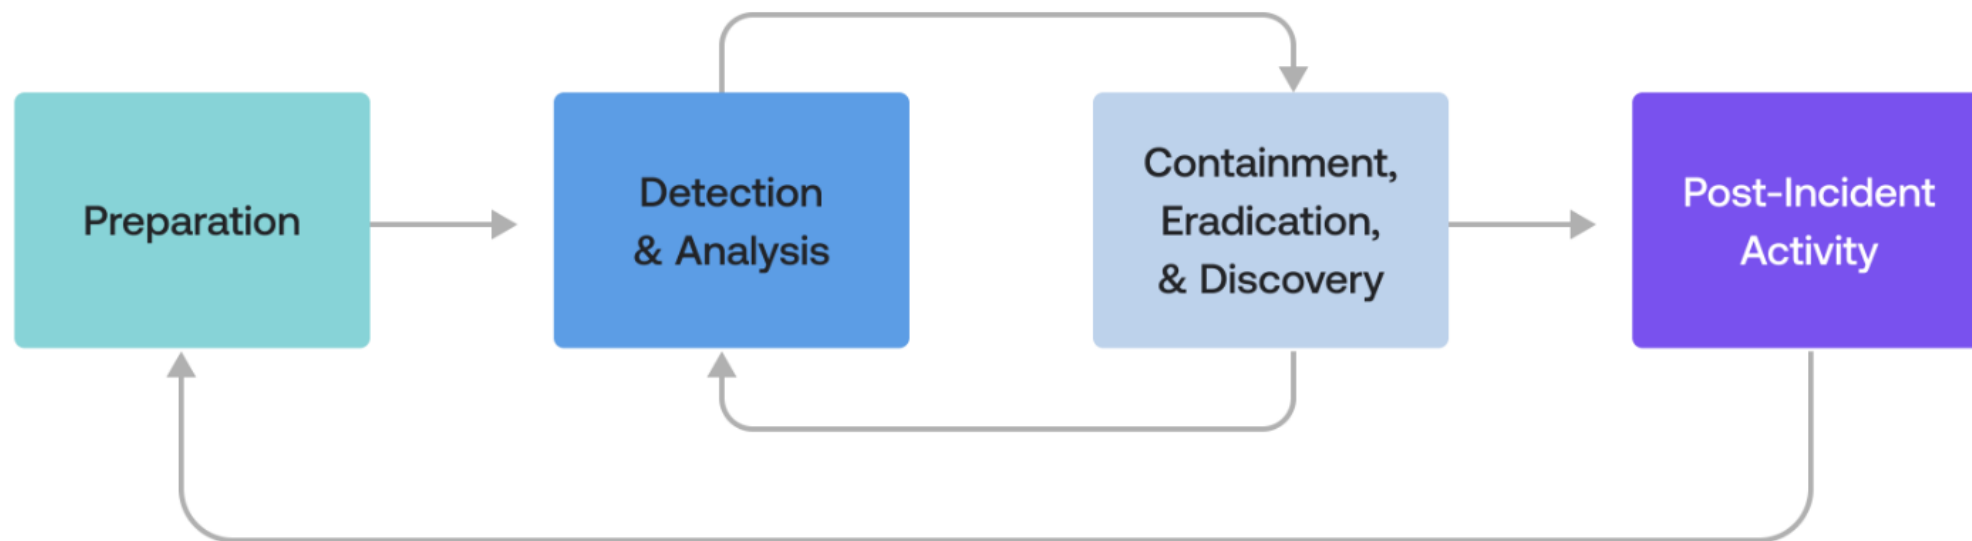 Preparation
Detection
& Analysis
Containment,
Eradication,
& Discovery
Post-Incident
Activity